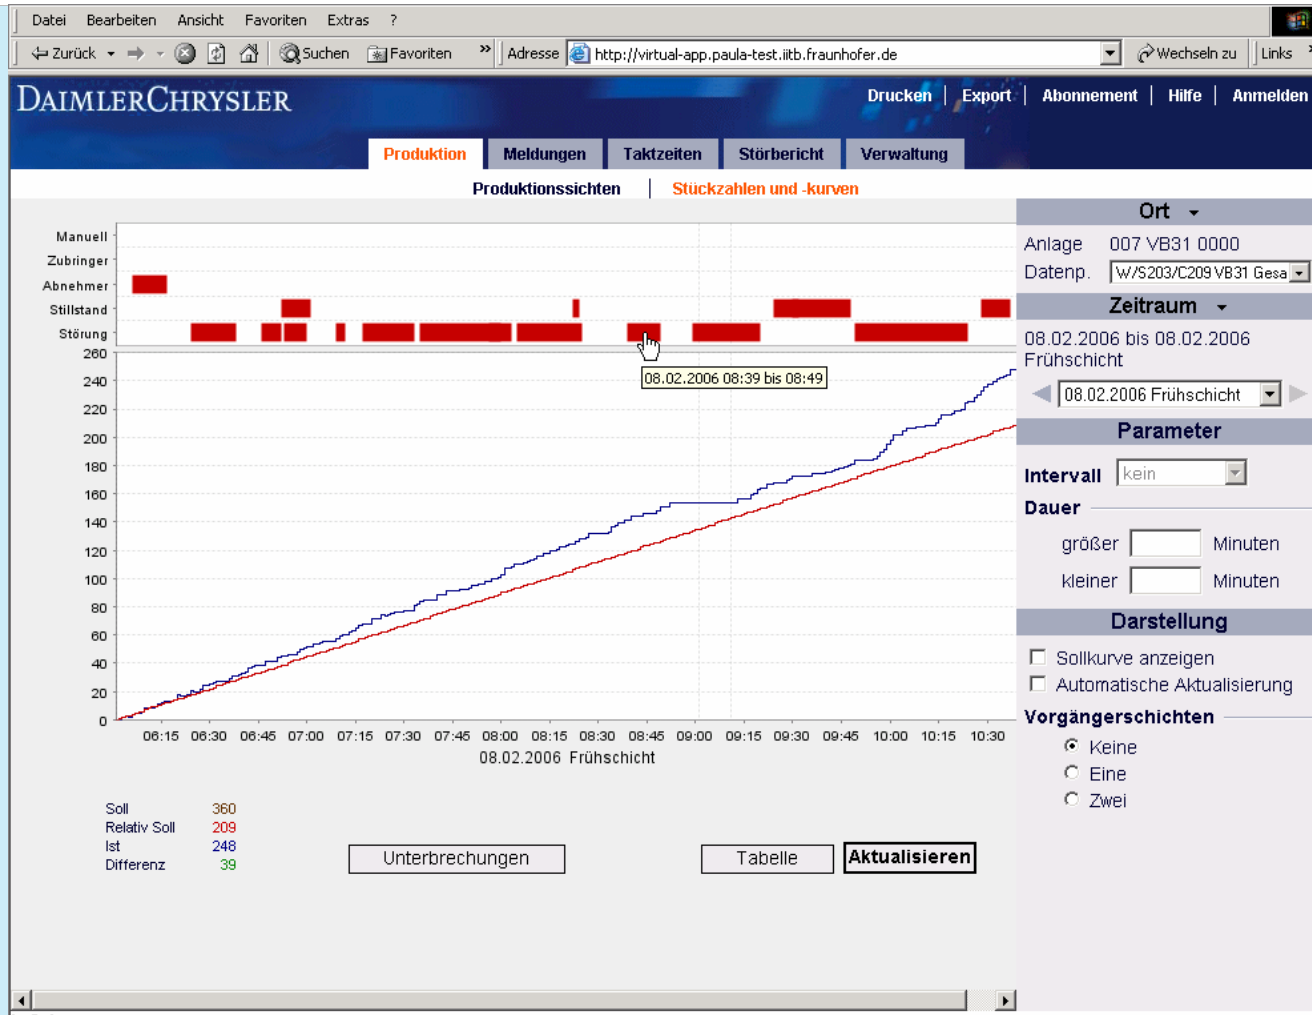 Datei Bearbeiten Ansicht Favoriten Extras ?
Zurück Suchen Favoriten » Adresse http://virtual-app.paula-test.iitb.fraunhofer.de Wechseln zu Links
DAIMLERCHRYSLER
Drucken | Export | Abonnement | Hilfe | Anmelden
Produktion Meldungen Taktzeiten Störbericht Verwaltung
Produktionssichten | Stückzahlen und -kurven
Manuell
Zubringer
Abnehmer
Stillstand
Störung
08.02.2006 08:39 bis 08:49
260
240
220
200
180
160
140
120
100
80
60
40
20
0
06:15 06:30 06:45 07:00 07:15 07:30 07:45 08:00 08:15 08:30 08:45 09:00 09:15 09:30 09:45 10:00 10:15 10:30
08.02.2006 Frühschicht
Soll 360
Relativ Soll 209
Ist 248
Differenz 39
Unterbrechungen Tabelle Aktualisieren
Ort
Anlage 007 VB31 0000
Datenp. W/S203/C209 VB31 Gesa
Zeitraum
08.02.2006 bis 08.02.2006
Frühschicht
08.02.2006 Frühschicht
Parameter
Intervall kein
Dauer
größer Minuten
kleiner Minuten
Darstellung
Sollkurve anzeigen
Automatische Aktualisierung
Vorgängerschichten
Keine
Eine
Zwei